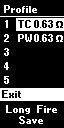 Profile
1 TC 0.63 Ω
2 PW 0.63 Ω
3
4
5
Exit
Long Fire
Save